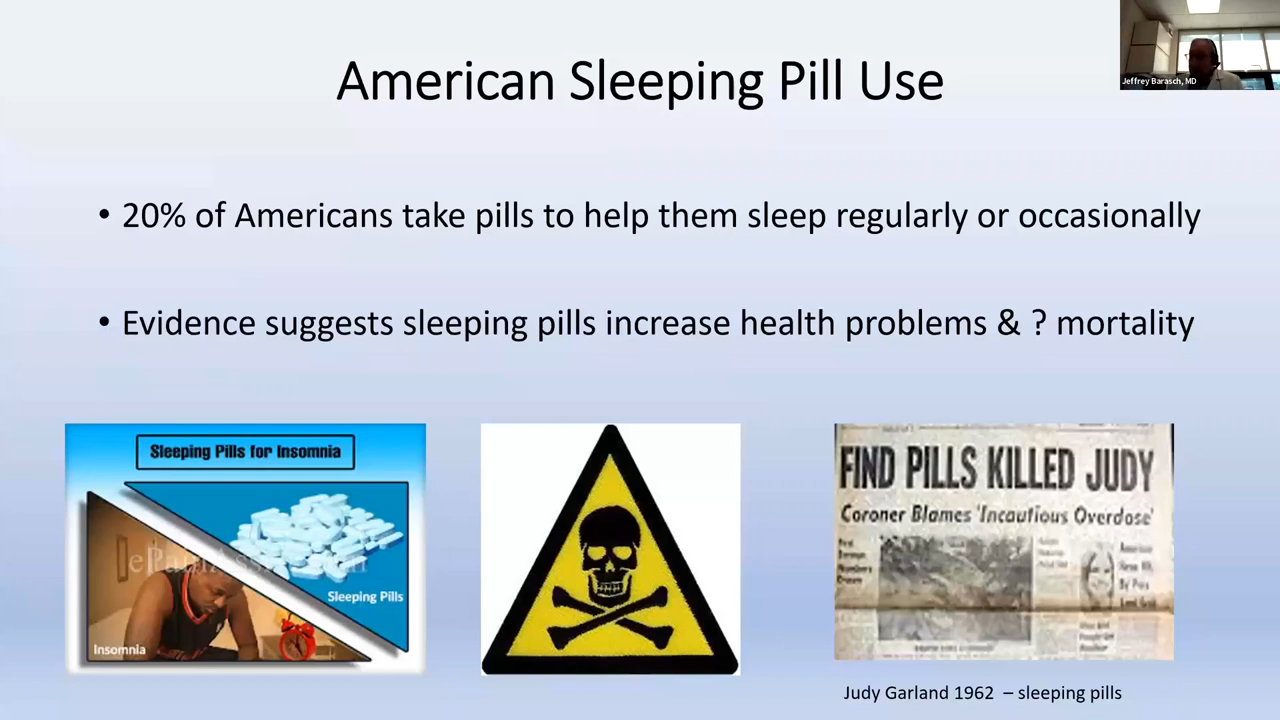 American Sleeping Pill Use
Jeffrey Barasch, MD
• 20% of Americans take pills to help them sleep regularly or occasionally
• Evidence suggests sleeping pills increase health problems & ? mortality
Sleeping Pills for Insomnia
Sleeping Pills
Insomnia
FIND PILLS KILLED JUDY
Coroner Blames 'Incautious Overdose'
Judy Garland 1962 – sleeping pills